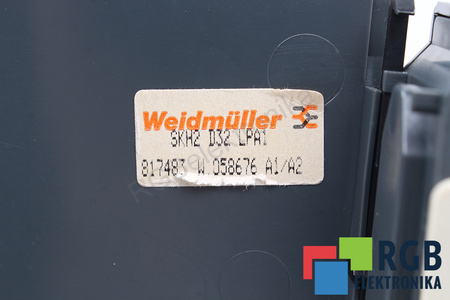 Weidmüller
SKH2 D32 LPA1
817483 W 058676 A1/A2
RGB
ELEKTRONIKA